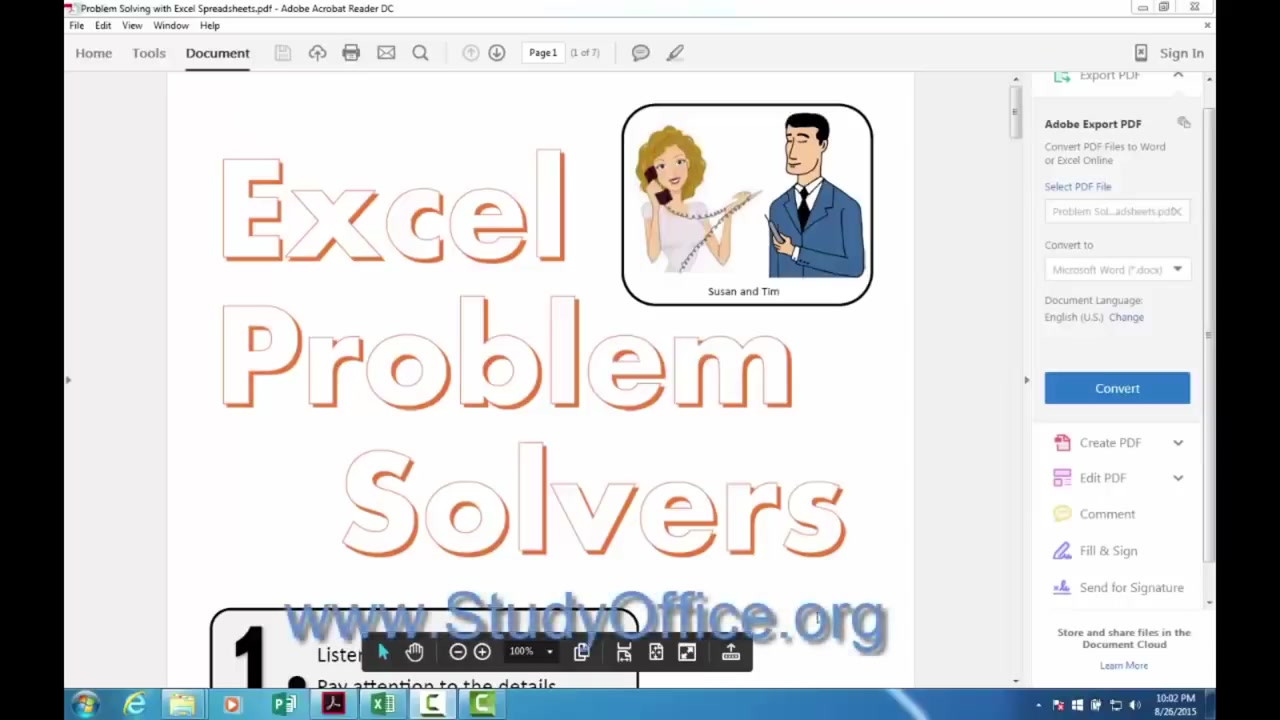 Problem Solving with Excel Spreadsheets.pdf - Adobe Acrobat Reader DC
File Edit View Window Help
Home Tools Document Page1 (1 of 7) Sign In
Export PDF
Adobe Export PDF
Convert PDF Files to Word
or Excel Online
Select PDF File
Problem Sol...adsheets.pdf
Convert to
Microsoft Word (*.docx)
Document Language:
English (U.S.) Change
Convert
Create PDF
Edit PDF
Comment
Fill & Sign
Send for Signature
Store and share files in the
Document Cloud
Learn More
Susan and Tim
Excel
Problem
Solvers
www.StudyOffice.org
1.
Pay attention to the details
100%
10:02 PM
8/26/2015